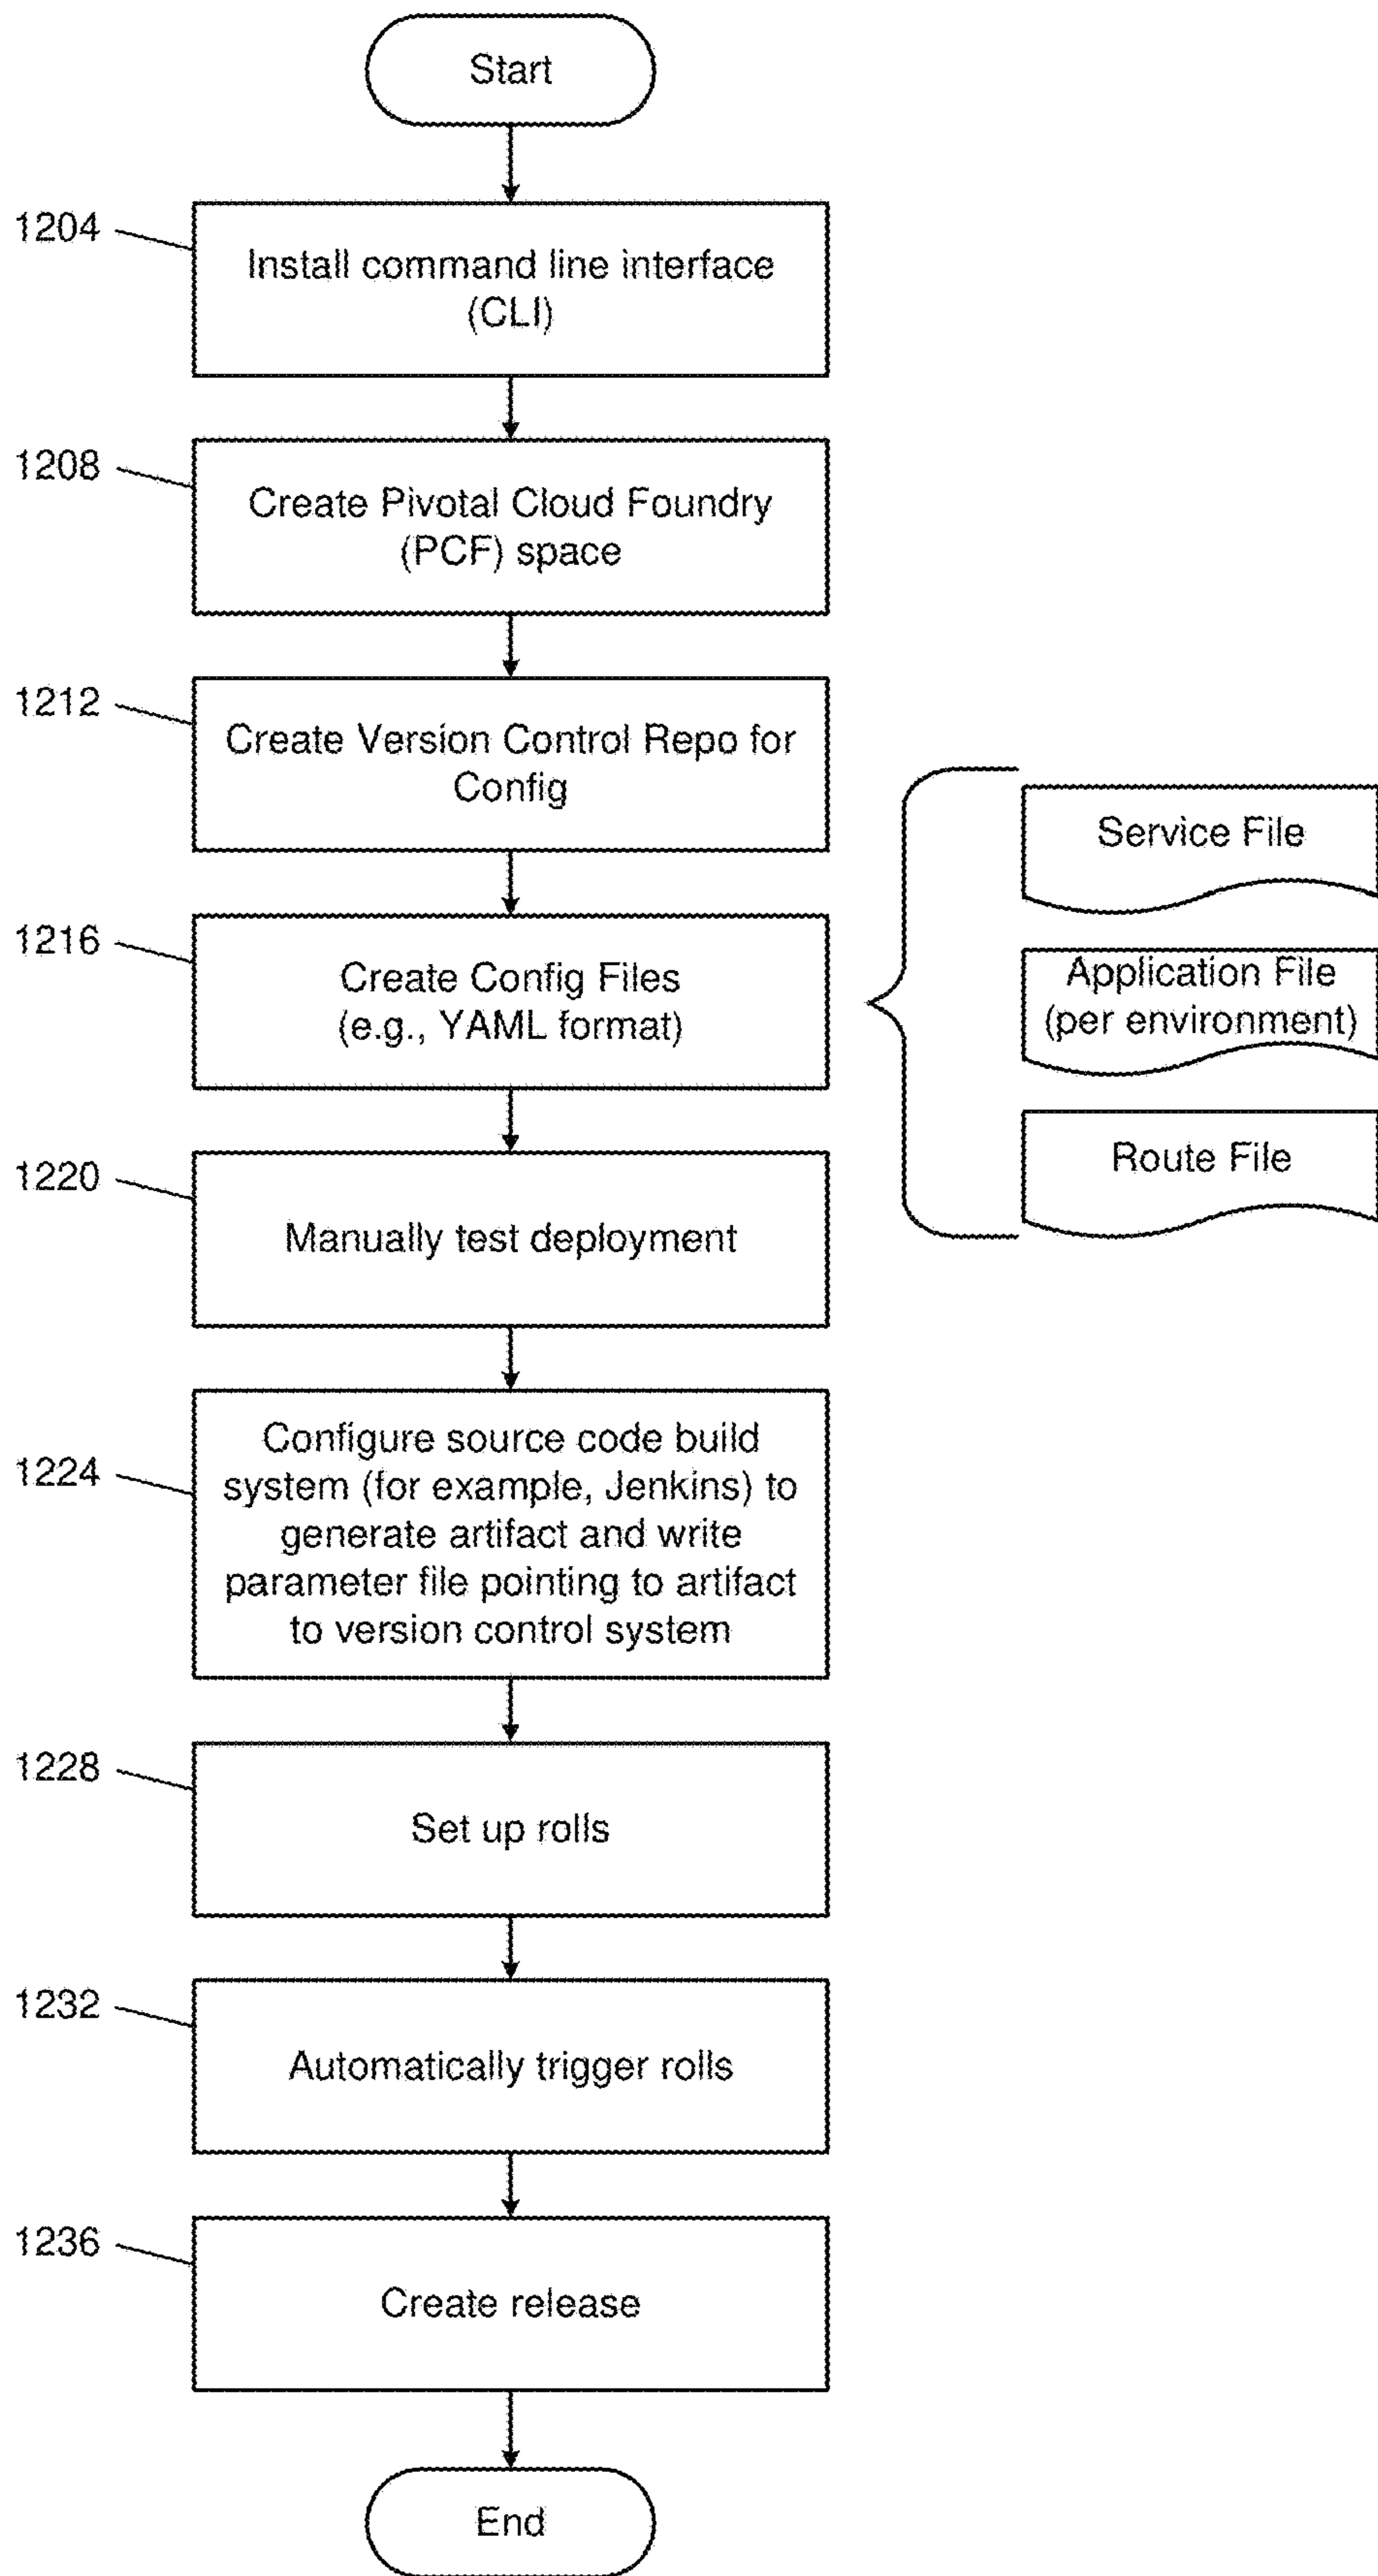 Start
1204
Install command line interface
(CLI)
1208
Create Pivotal Cloud Foundry
(PCF) space
1212
Create Version Control Repo for
Config
1216
Create Config Files
(e.g., YAML format)
Service File
Application File
(per environment)
Route File
1220
Manually test deployment
1224
Configure source code build
system (for example, Jenkins) to
generate artifact and write
parameter file pointing to artifact
to version control system
1228
Set up rolls
1232
Automatically trigger rolls
1236
Create release
End